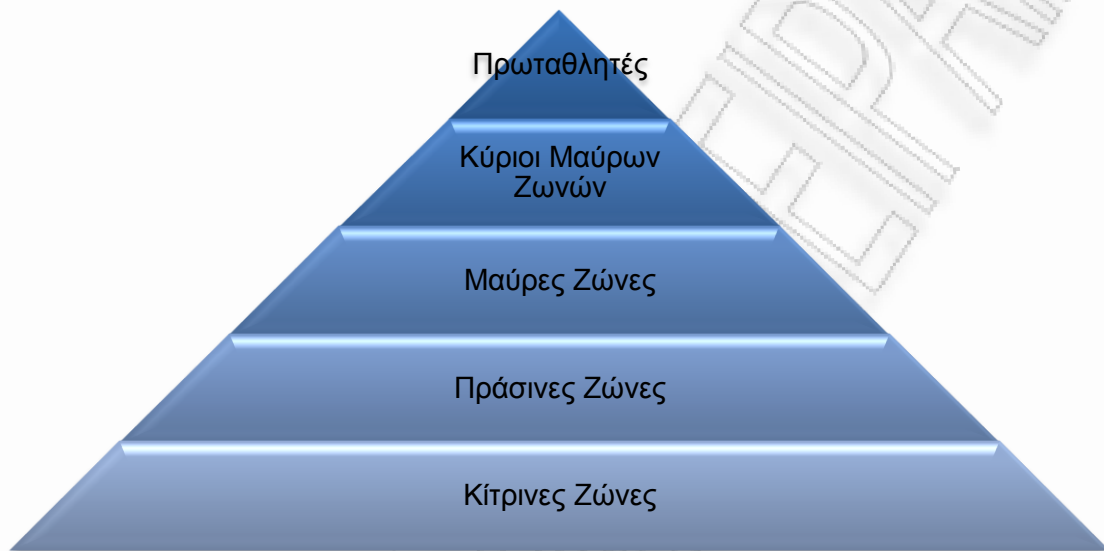 Πρωταθλητές
Κύριοι Μαύρων
Ζωνών
Μαύρες Ζώνες
Πράσινες Ζώνες
Κίτρινες Ζώνες